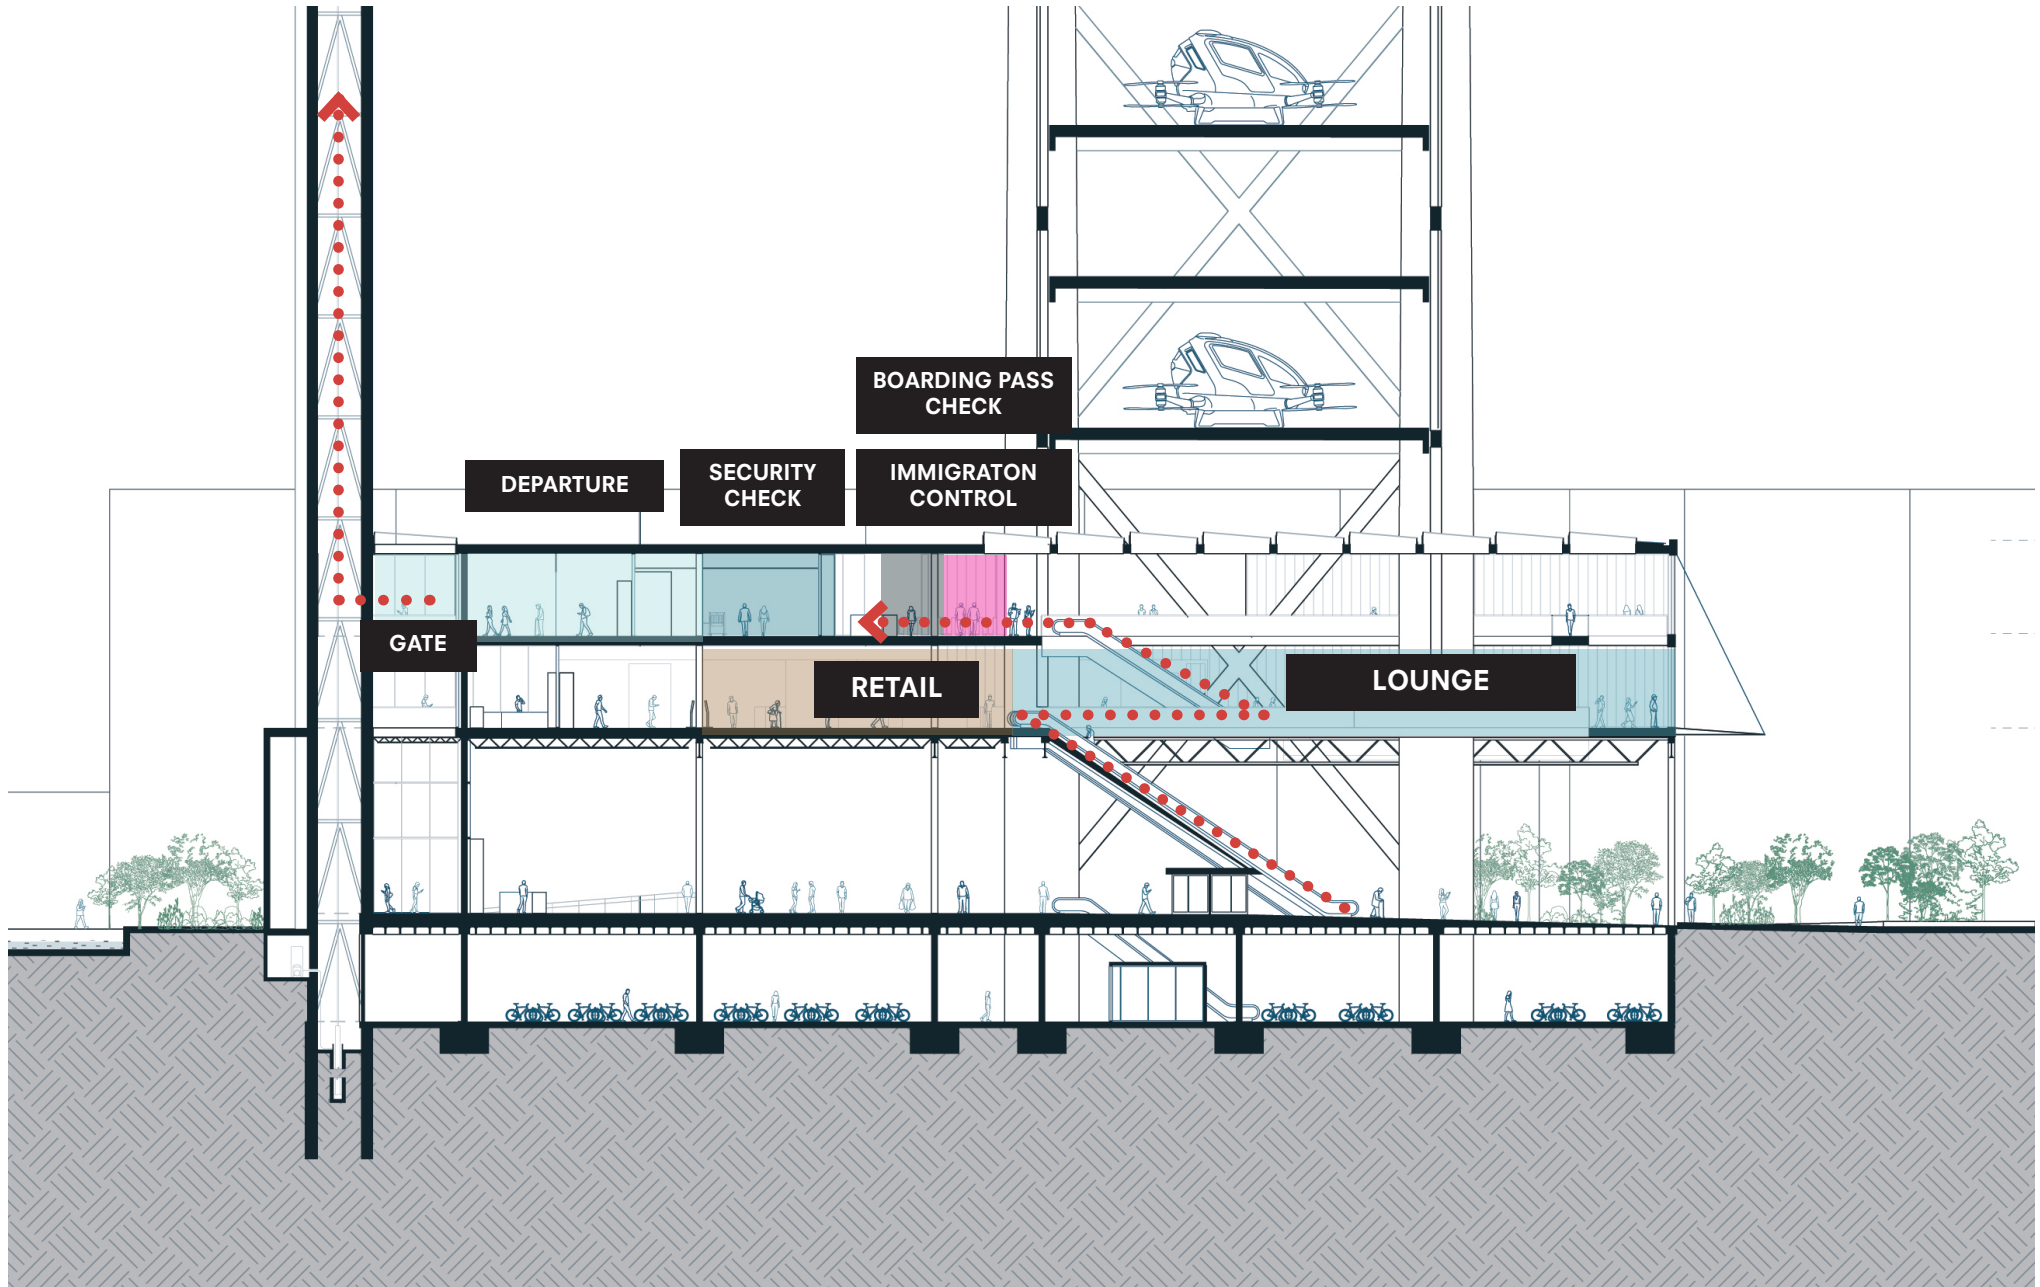 BOARDING PASS
CHECK
DEPARTURE
SECURITY
CHECK
IMMIGRATON
CONTROL
GATE
RETAIL
LOUNGE